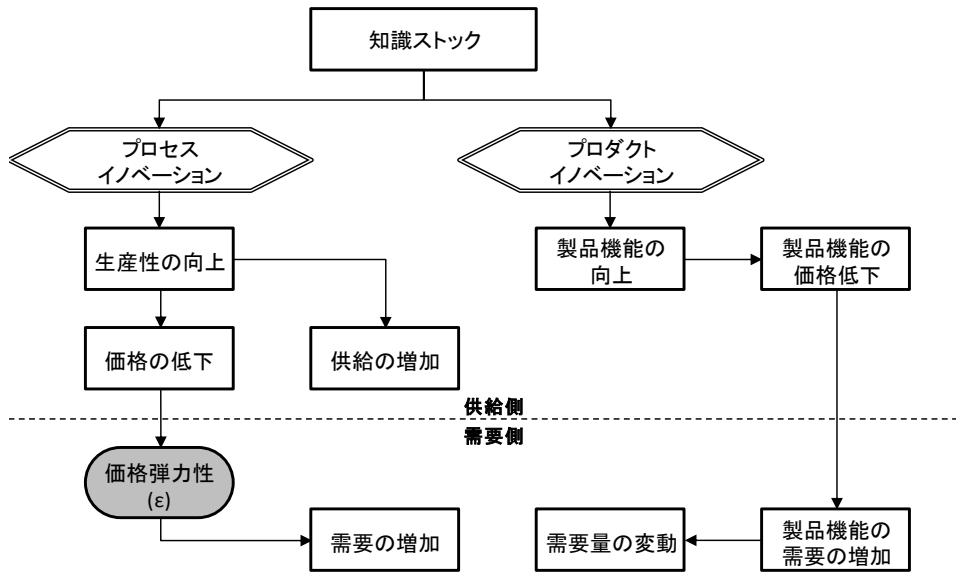 知識ストック
プロセス
イノベーション
プロダクト
イノベーション
生産性の向上
製品機能の
向上
製品機能の
価格低下
価格の低下
供給の増加
供給側
需要側
価格弾力性
(ε)
需要の増加
需要量の変動
製品機能の
需要の増加